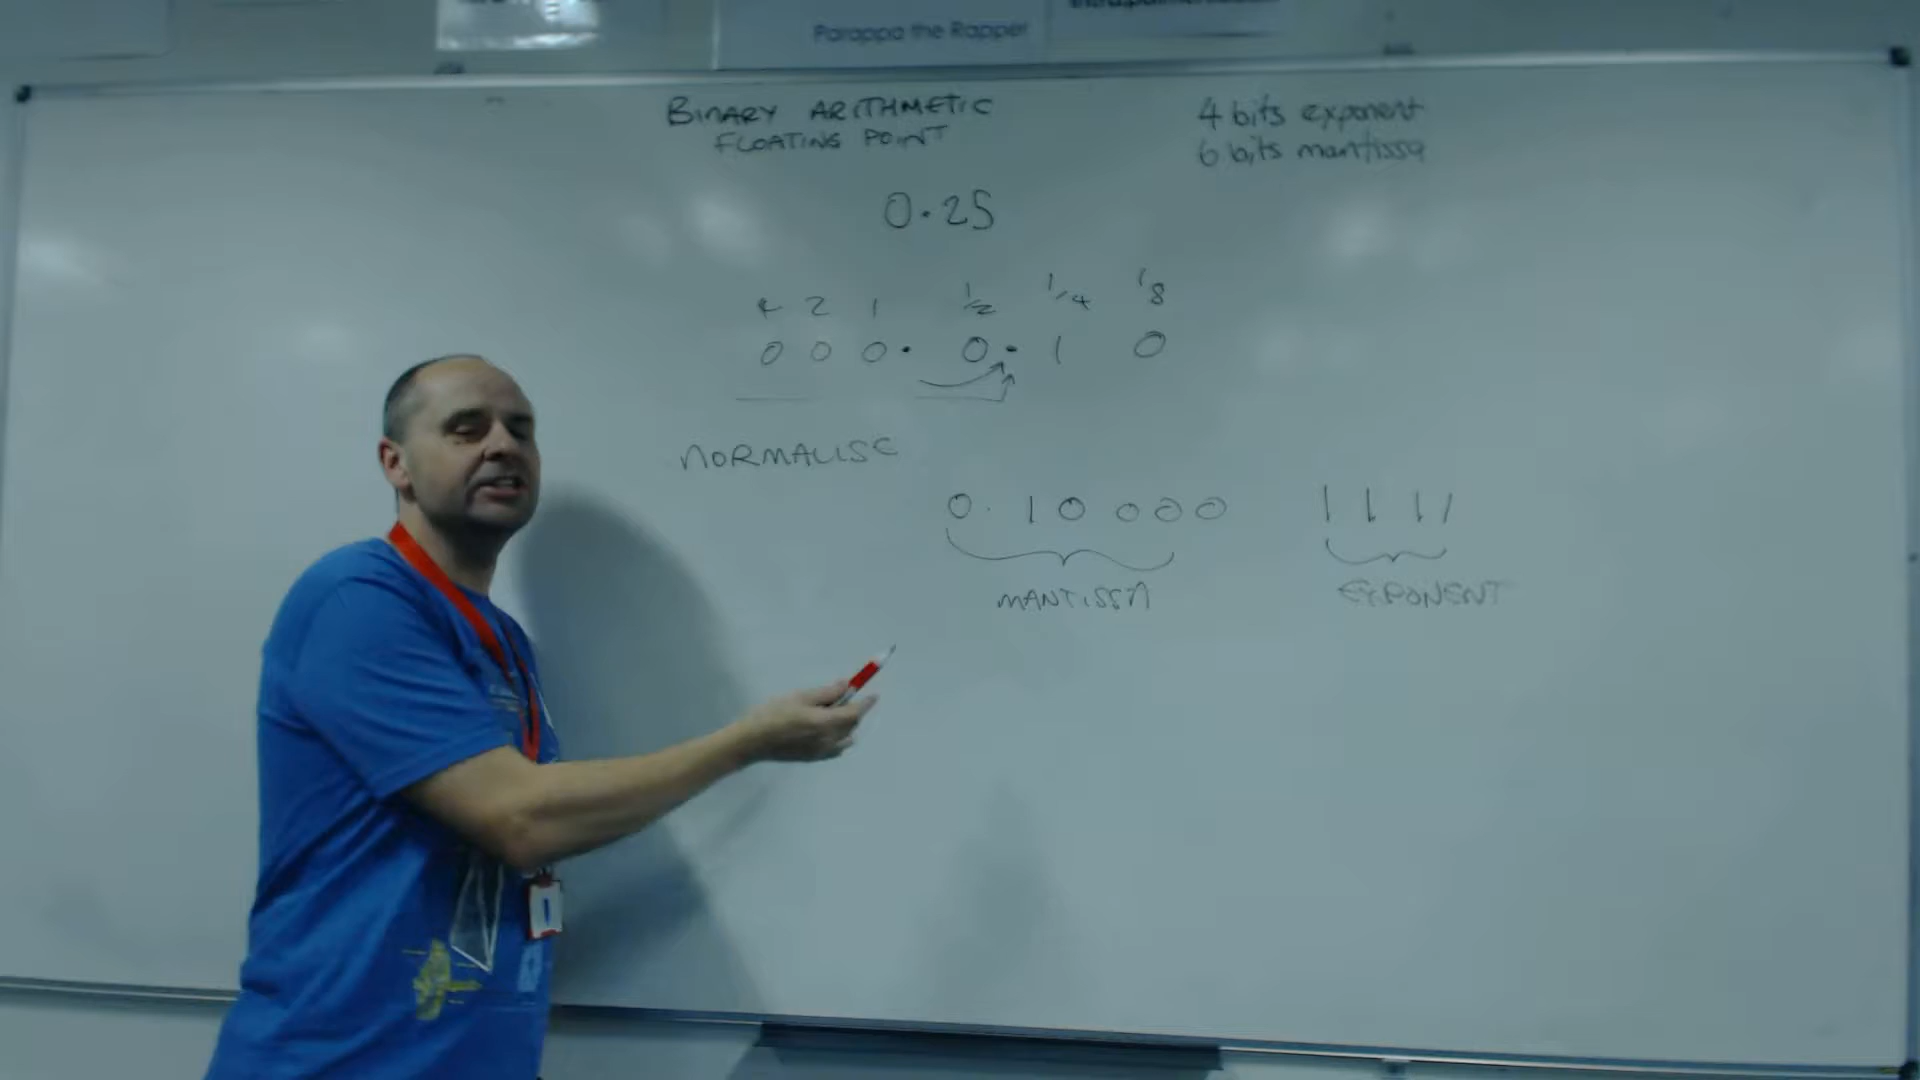 Parappa the Rapper
BINARY ARITHMETIC
FLOATING POINT
4 bits exponent
6 bits mantissa
0.25
4 2 1 1/2 1/4 1/8
0 0 0 . 0 . 1 0
NORMALISE
0. 1 0 0 0 0
1 1 1 1
MANTISSA
EXPONENT